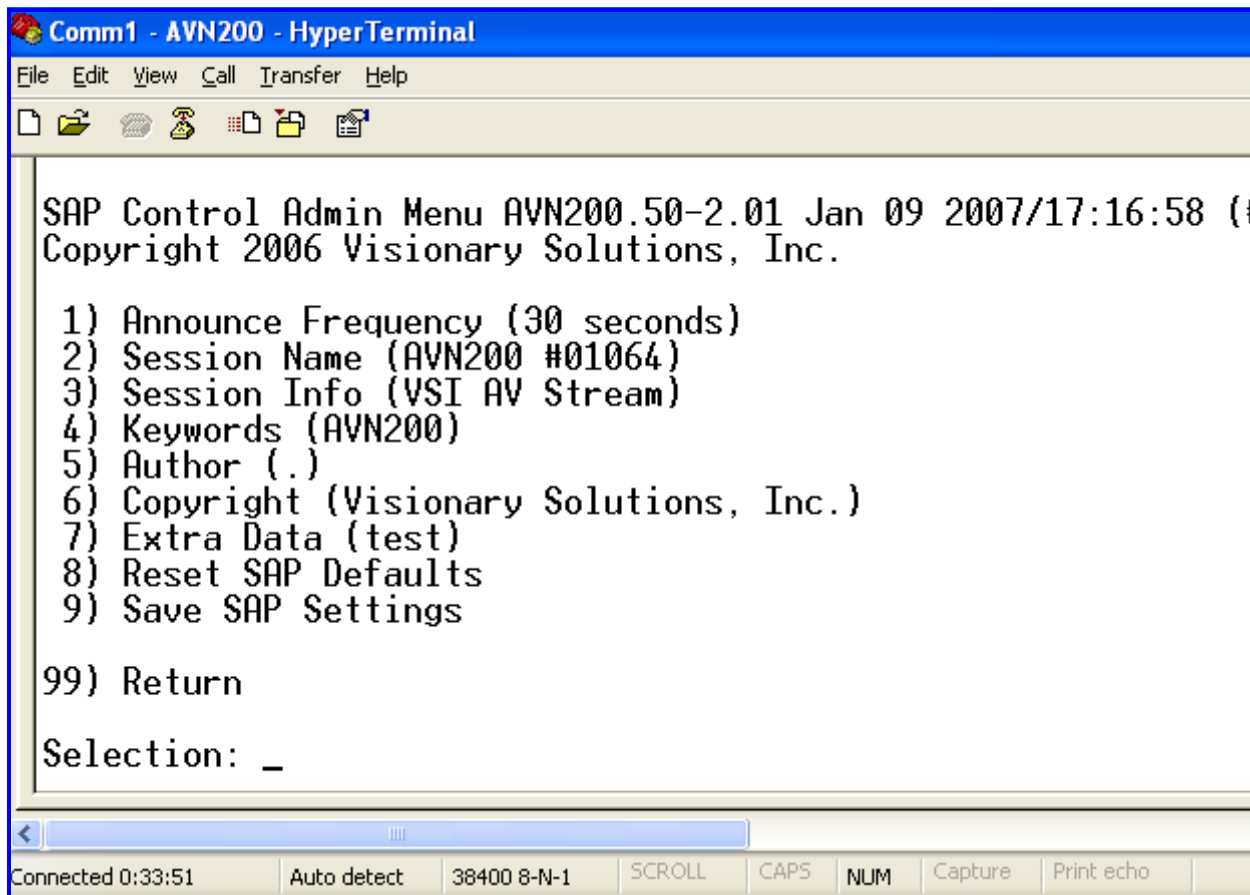 Comm1 - AVN200 - HyperTerminal
File Edit View Call Transfer Help
SAP Control Admin Menu AVN200.50-2.01 Jan 09 2007/17:16:58 (#
Copyright 2006 Visionary Solutions, Inc.
1) Announce Frequency (30 seconds)
2) Session Name (AVN200 #01064)
3) Session Info (VSI AV Stream)
4) Keywords (AVN200)
5) Author (.)
6) Copyright (Visionary Solutions, Inc.)
7) Extra Data (test)
8) Reset SAP Defaults
9) Save SAP Settings
99) Return
Selection: _
Connected 0:33:51 Auto detect 38400 8-N-1 SCROLL CAPS NUM Capture Print echo